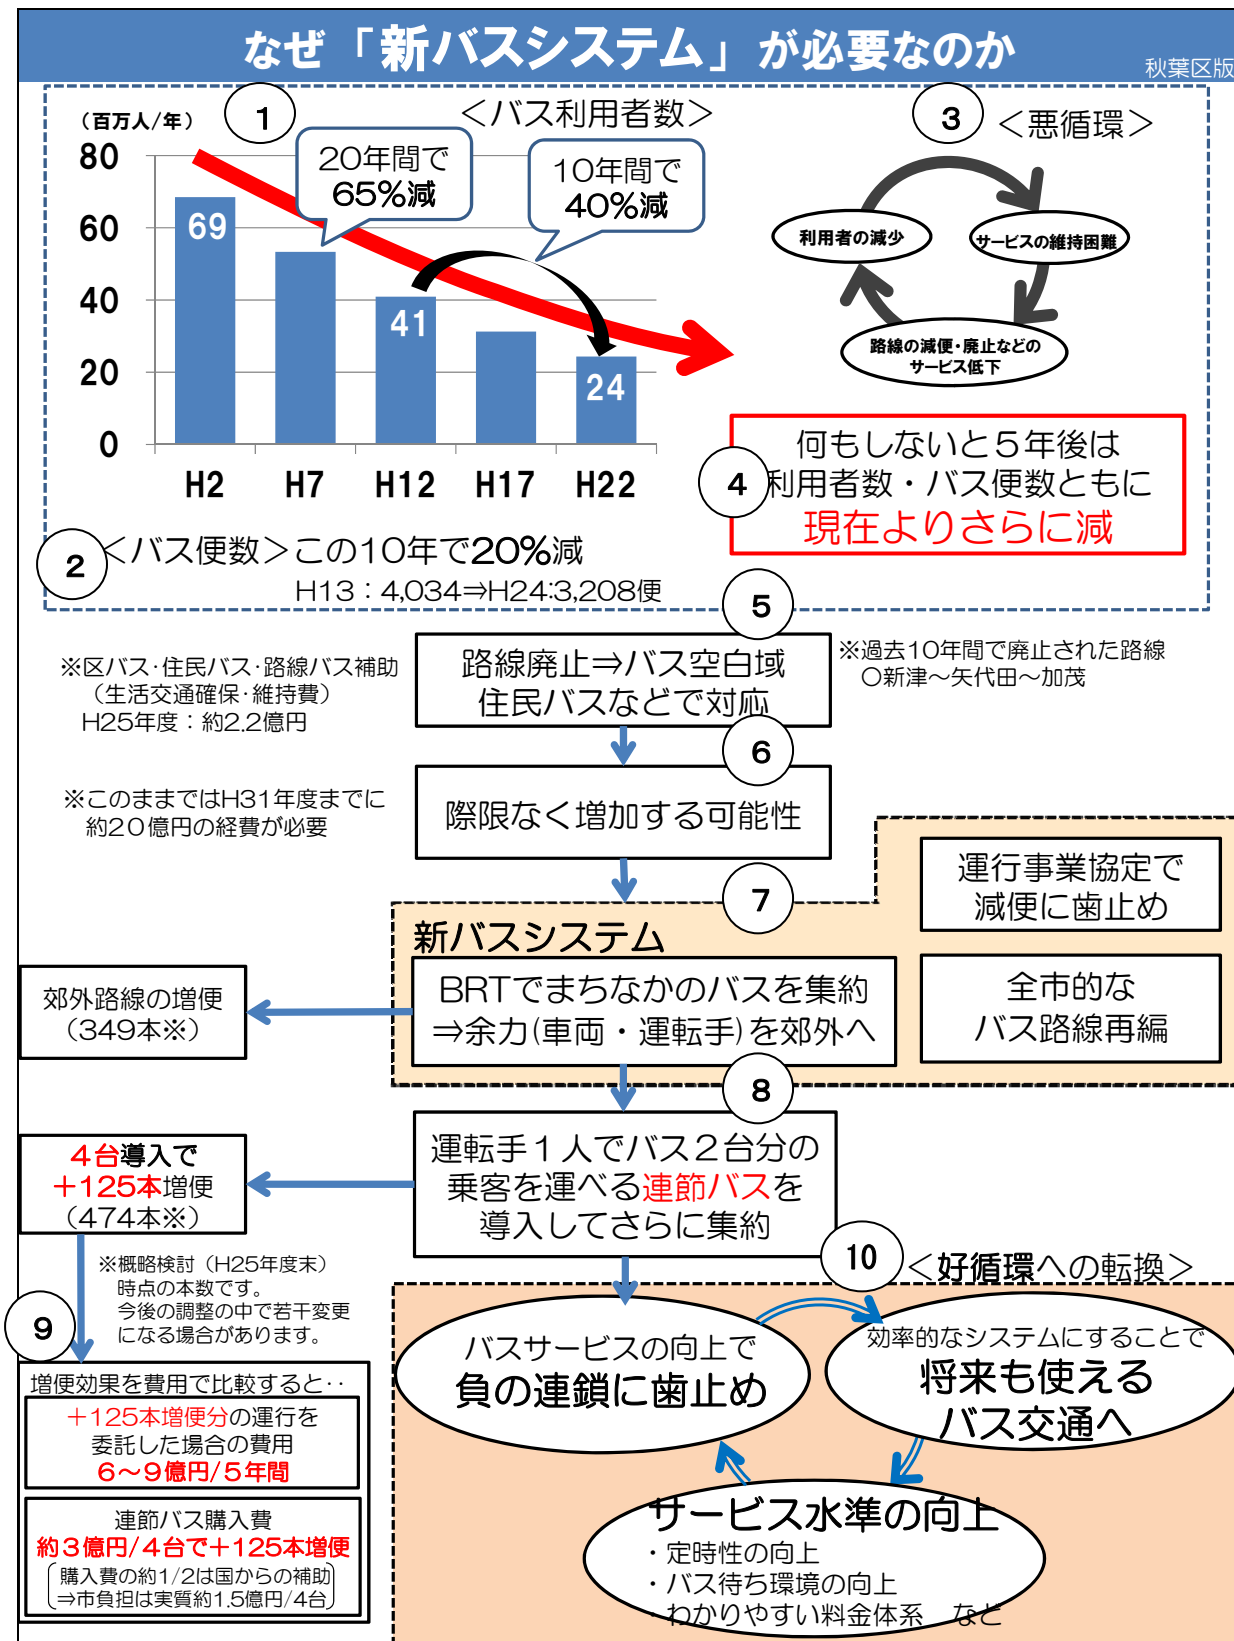 なぜ「新バスシステム」が必要なのか
秋葉区版
1
＜バス利用者数＞
（百万人/年）
80
60
40
20
0
69
41
24
H2 H7 H12 H17 H22
20年間で
65%減
10年間で
40%減
3
＜悪循環＞
利用者の減少
サービスの維持困難
路線の減便・廃止などの
サービス低下
4
何もしないと５年後は
利用者数・バス便数ともに
現在よりさらに減
2
＜バス便数＞この10年で20%減
H13：4,034⇒H24:3,208便
5
※区バス・住民バス・路線バス補助
（生活交通確保・維持費）
H25年度：約2.2億円
路線廃止⇒バス空白域
住民バスなどで対応
※過去10年間で廃止された路線
○新津～矢代田～加茂
6
※このままではH31年度までに
約２０億円の経費が必要
際限なく増加する可能性
7
新バスシステム
BRTでまちなかのバスを集約
⇒余力(車両・運転手)を郊外へ
運行事業協定で
減便に歯止め
全市的な
バス路線再編
郊外路線の増便
（349本※）
8
運転手１人でバス２台分の
乗客を運べる連節バスを
導入してさらに集約
４台導入で
＋125本増便
（474本※）
※概略検討（H25年度末）
時点の本数です。
今後の調整の中で若干変更
になる場合があります。
9
増便効果を費用で比較すると‥
＋125本増便分の運行を
委託した場合の費用
６～９億円/５年間
連節バス購入費
約３億円/４台で＋125本増便
購入費の約1/2は国からの補助
⇒市負担は実質約1.5億円/４台
10
＜好循環への転換＞
バスサービスの向上で
負の連鎖に歯止め
効率的なシステムにすることで
将来も使える
バス交通へ
サービス水準の向上
・定時性の向上
・バス待ち環境の向上
・わかりやすい料金体系　など